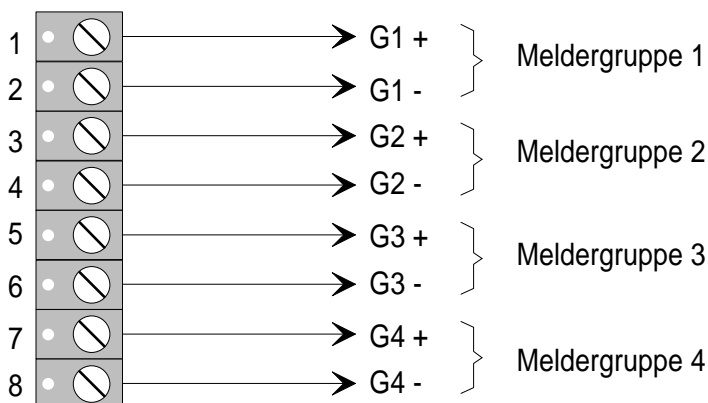 1 G1 +
Meldergruppe 1
2 G1 -
3 G2 +
Meldergruppe 2
4 G2 -
5 G3 +
Meldergruppe 3
6 G3 -
7 G4 +
Meldergruppe 4
8 G4 -